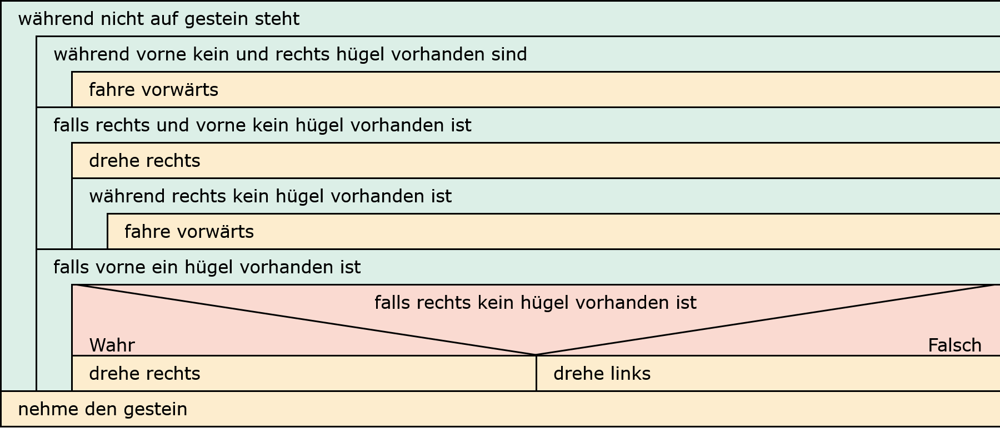 während nicht auf gestein steht
während vorne kein und rechts hügel vorhanden sind
fahre vorwärts
falls rechts und vorne kein hügel vorhanden ist
drehe rechts
während rechts kein hügel vorhanden ist
fahre vorwärts
falls vorne ein hügel vorhanden ist
falls rechts kein hügel vorhanden ist
Wahr Falsch
drehe rechts drehe links
nehme den gestein